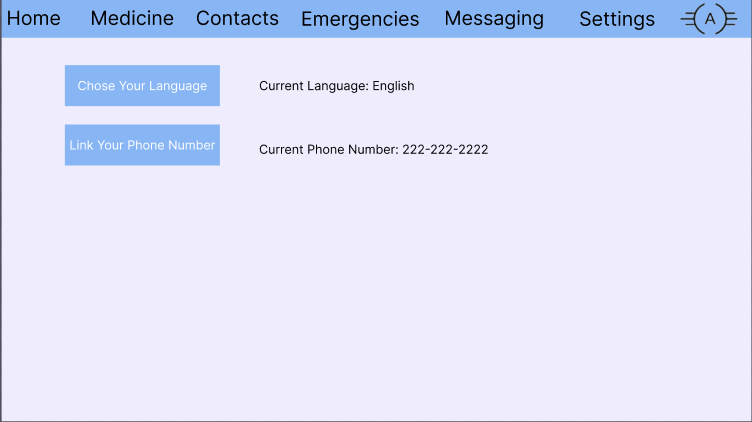 Home Medicine Contacts Emergencies Messaging Settings A
Chose Your Language Current Language: English
Link Your Phone Number Current Phone Number: 222-222-2222